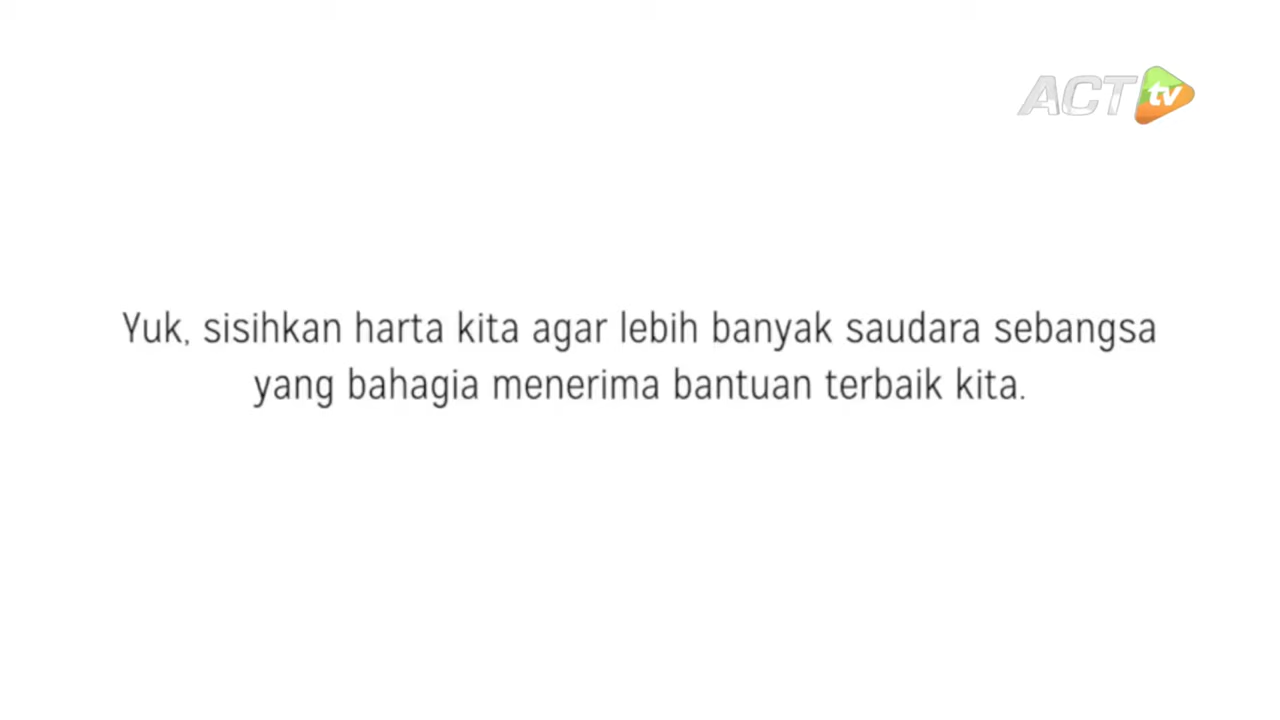 ACT tv
Yuk, sisihkan harta kita agar lebih banyak saudara sebangsa
yang bahagia menerima bantuan terbaik kita.